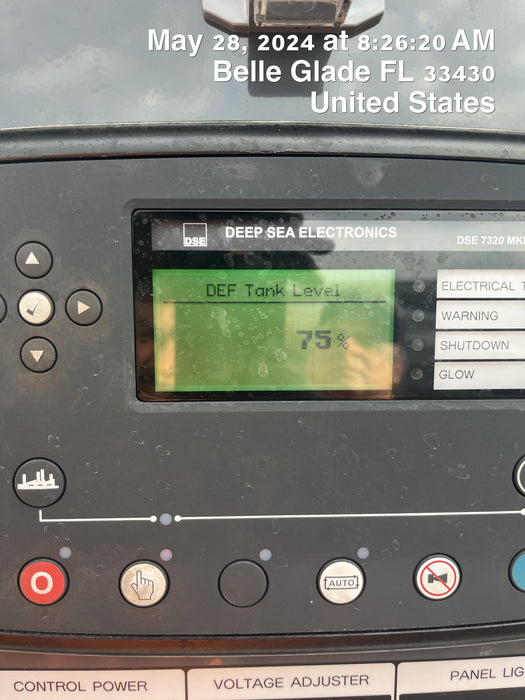 May 28, 2024 at 8:26:20 AM
Belle Glade FL 33430
United States
DSE
DEEP SEA ELECTRONICS
DSE 7320 MKI
DEF Tank Level
75 %
ELECTRICAL T
WARNING
SHUTDOWN
GLOW
O
AUTO
CONTROL POWER
VOLTAGE ADJUSTER
PANEL LIG